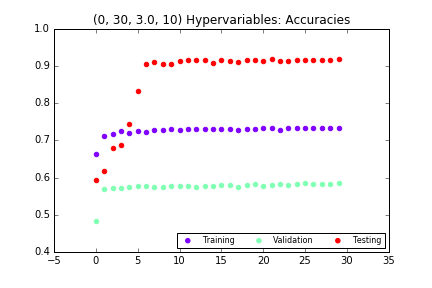 (0, 30, 3.0, 10) Hypervariables: Accuracies
1.0
0.9
0.8
0.7
0.6
0.5
0.4
−5 0 5 10 15 20 25 30 35
Training Validation Testing